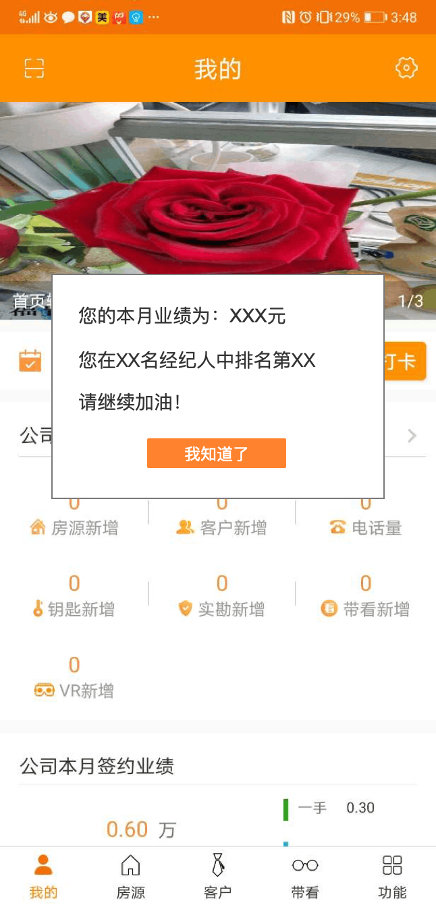 4G 29% 3:48
我的
首页
1/3
您的本月业绩为：XXX元
您在XX名经纪人中排名第XX
请继续加油！
我知道了
打卡
公司
0 0 0
房源新增 客户新增 电话量
0 0 0
钥匙新增 实勘新增 带看新增
0
VR新增
公司本月签约业绩
一手 0.30
0.60 万
我的 房源 客户 带看 功能